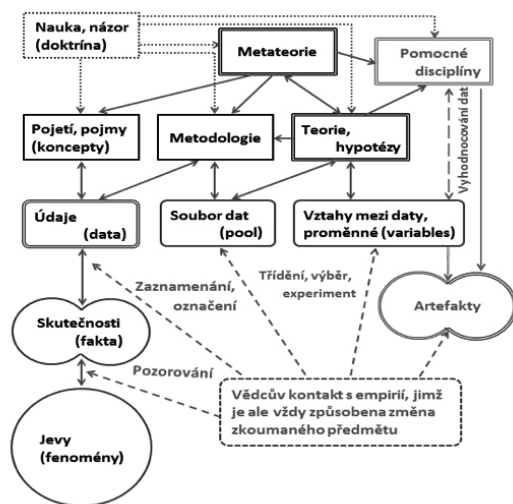 Nauka, názor
(doktrína)
Metateorie
Pomocné
disciplíny
Pojetí, pojmy
(koncepty)
Metodologie
Teorie,
hypotézy
Vyhodnocování dat
Údaje
(data)
Soubor dat
(pool)
Vztahy mezi daty,
proměnné (variables)
Zaznamenání,
označení
Třídění, výběr,
experiment
Artefakty
Skutečnosti
(fakta)
Pozorování
Vědcův kontakt s empirií, jimž
je ale vždy způsobena změna
zkoumaného předmětu
Jevy
(fenomény)